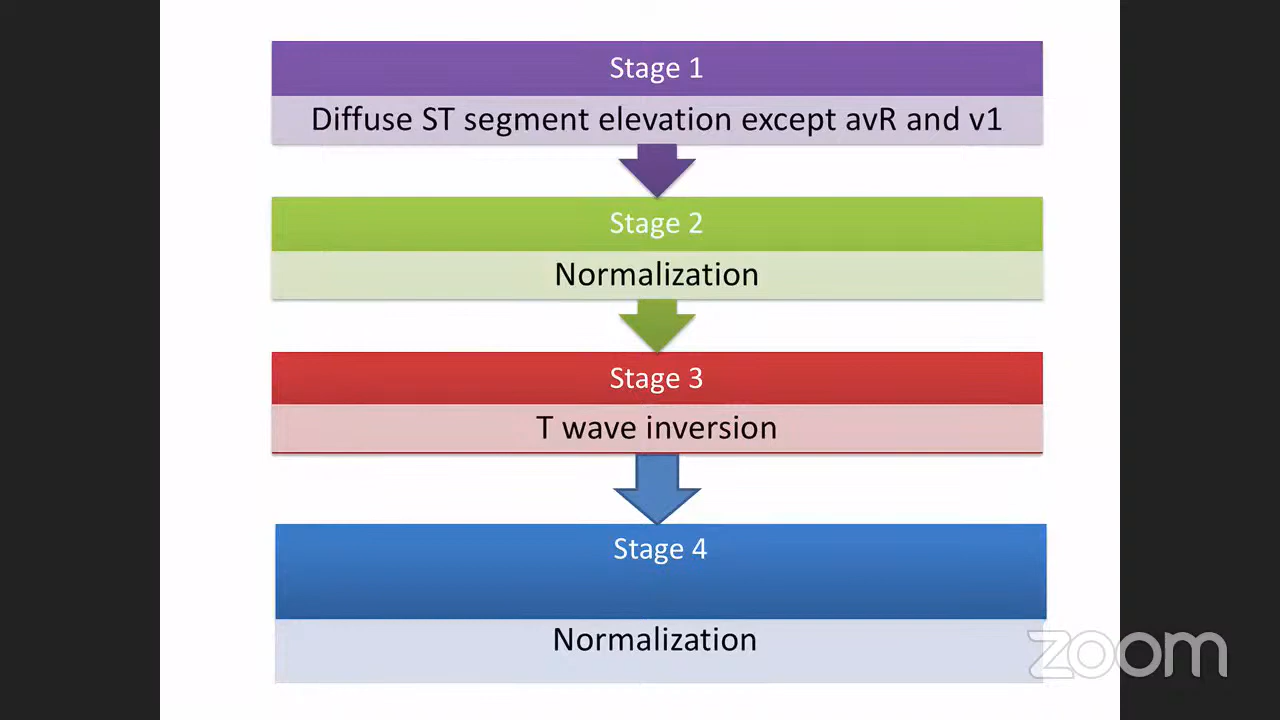 Stage 1
Diffuse ST segment elevation except avR and v1
Stage 2
Normalization
Stage 3
T wave inversion
Stage 4
Normalization
zoom